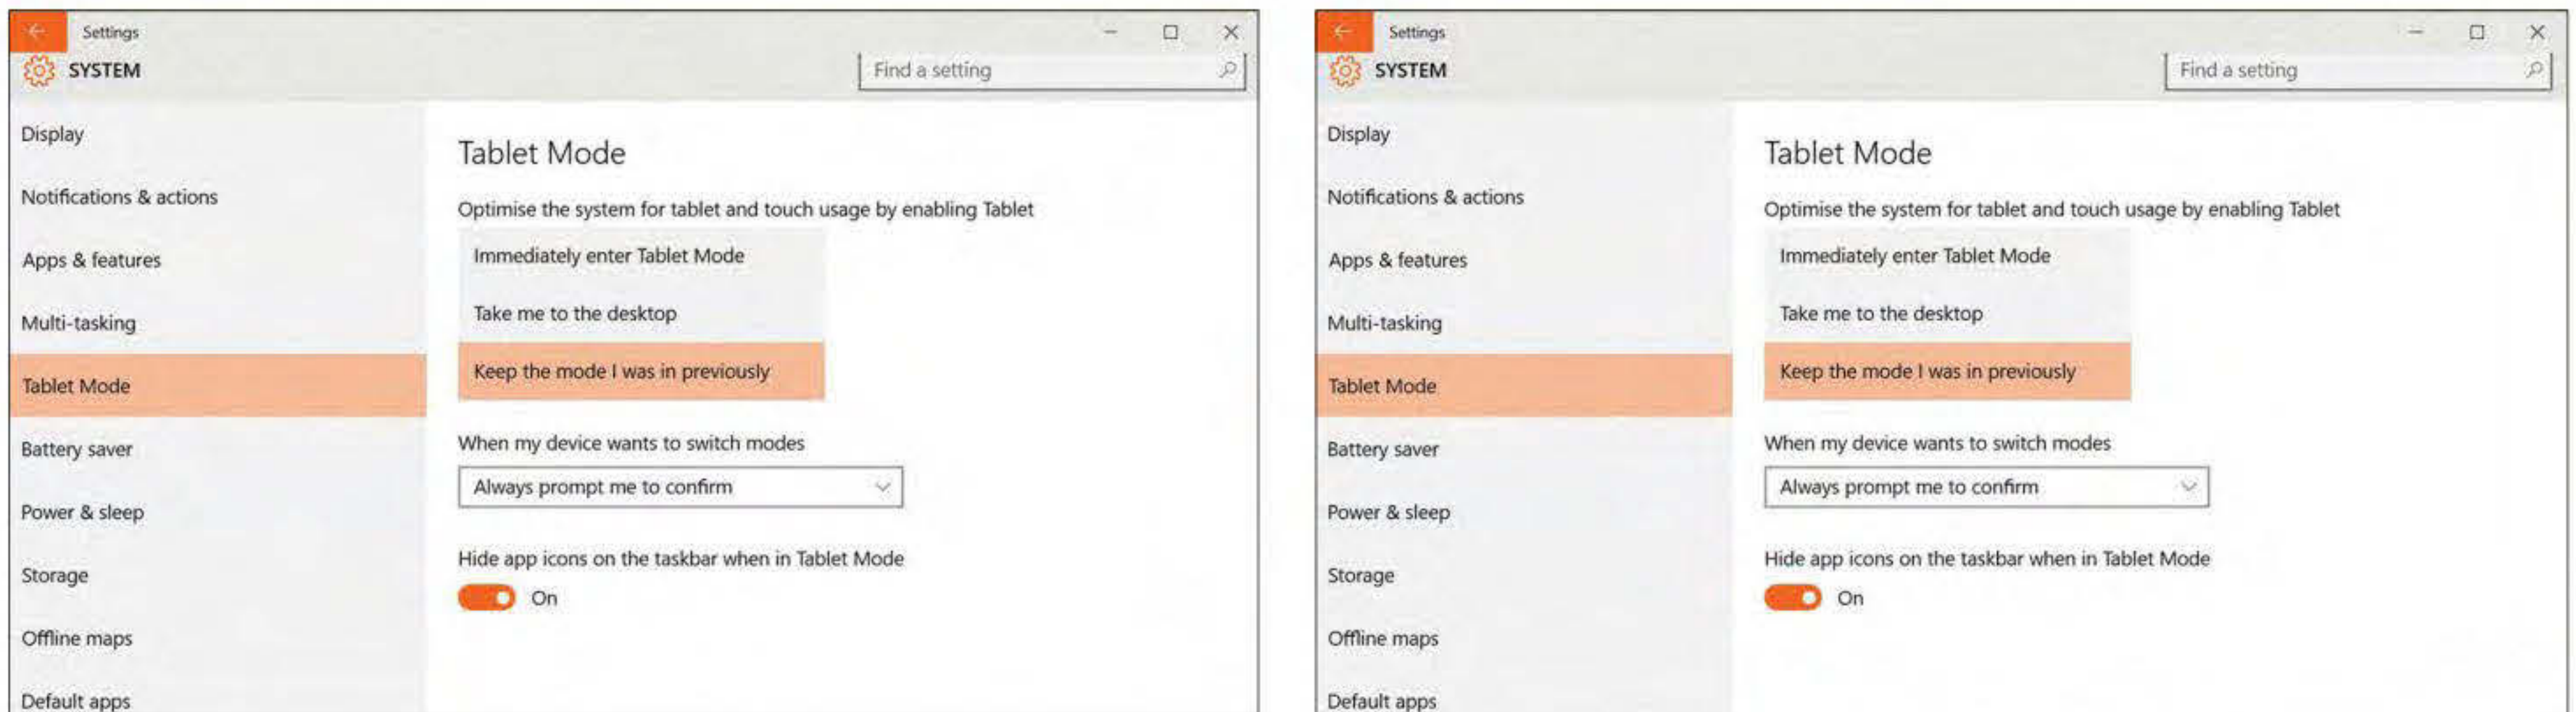 Settings
SYSTEM
Find a setting
Display
Notifications & actions
Apps & features
Multi-tasking
Tablet Mode
Battery saver
Power & sleep
Storage
Offline maps
Default apps
Tablet Mode
Optimise the system for tablet and touch usage by enabling Tablet
Immediately enter Tablet Mode
Take me to the desktop
Keep the mode I was in previously
When my device wants to switch modes
Always prompt me to confirm
Hide app icons on the taskbar when in Tablet Mode
On
Settings
SYSTEM
Find a setting
Display
Notifications & actions
Apps & features
Multi-tasking
Tablet Mode
Battery saver
Power & sleep
Storage
Offline maps
Default apps
Tablet Mode
Optimise the system for tablet and touch usage by enabling Tablet
Immediately enter Tablet Mode
Take me to the desktop
Keep the mode I was in previously
When my device wants to switch modes
Always prompt me to confirm
Hide app icons on the taskbar when in Tablet Mode
On